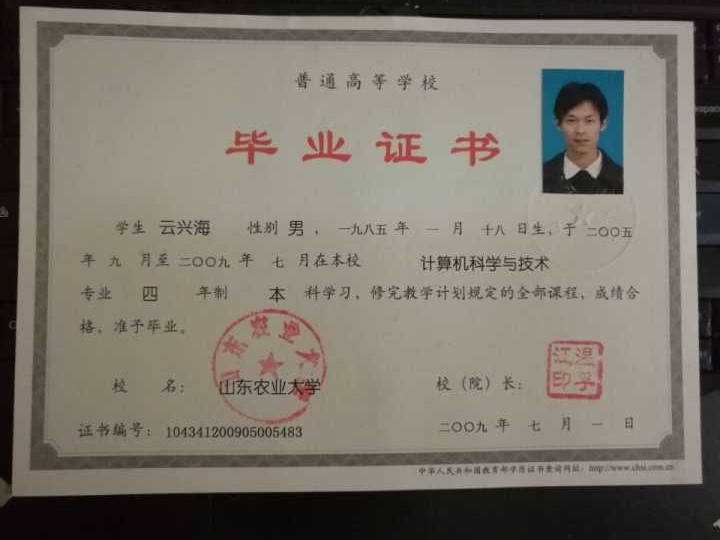 普通高等学校
毕业证书
学生 云兴海 性别 男 ，一九八五 年 一 月 十八 日生，于 二〇〇五
年 九 月至 二〇〇九 年 七 月在本校 计算机科学与技术
专业 四 年制 本 科学习，修完教学计划规定的全部课程，成绩合
格，准予毕业。
山东农业大学
校 名： 山东农业大学 校（院）长：
江温
印孚
证书编号： 104341200905005483 二〇〇九 年 七 月 一 日
中华人民共和国教育部学历证书查询网址：http://www.chsi.com.cn